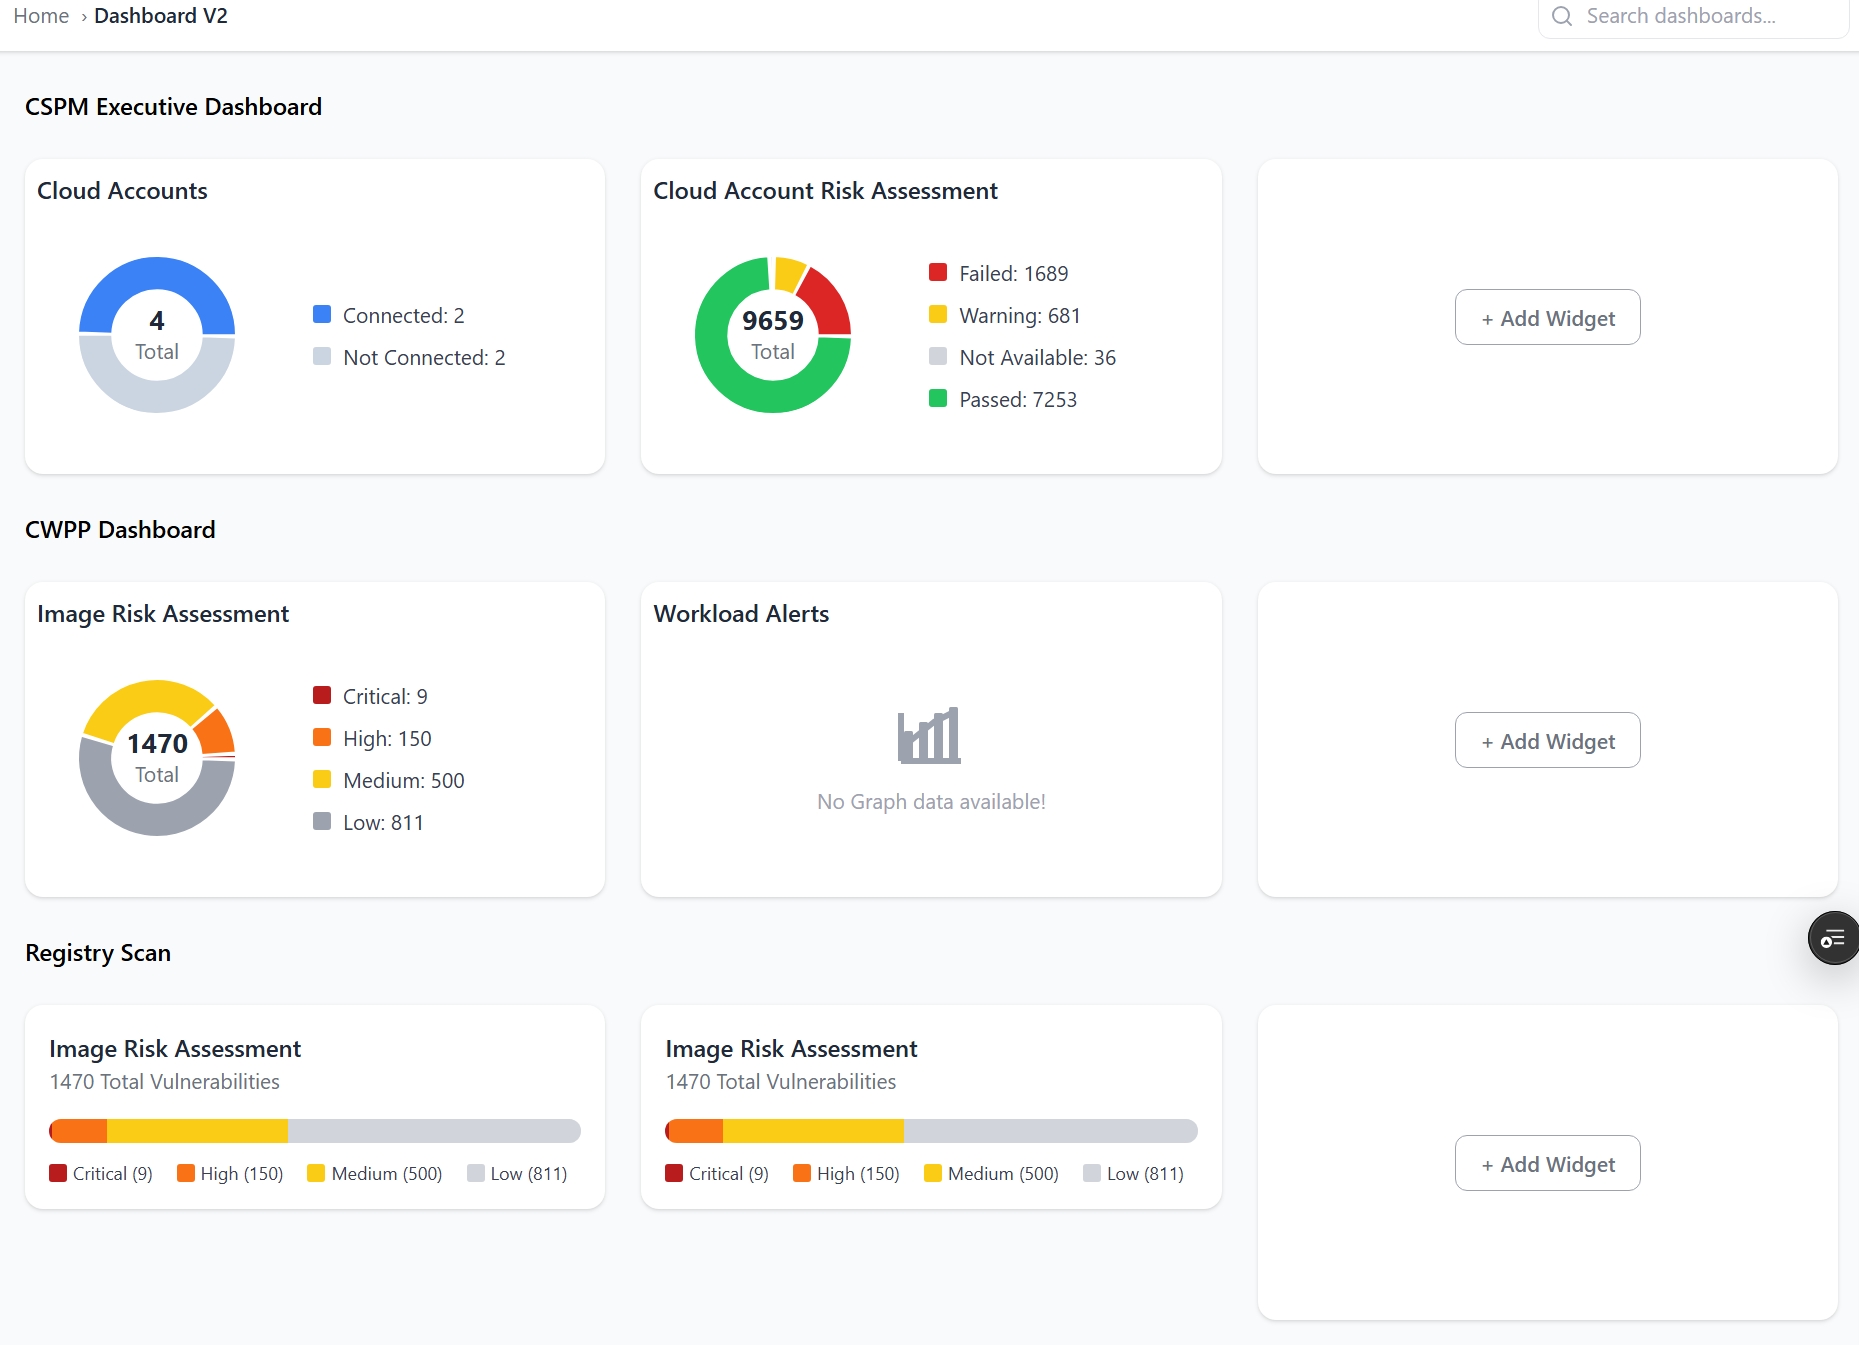 Home › Dashboard V2
Search dashboards...
CSPM Executive Dashboard
Cloud Accounts
4
Total
Connected: 2
Not Connected: 2
Cloud Account Risk Assessment
9659
Total
Failed: 1689
Warning: 681
Not Available: 36
Passed: 7253
+ Add Widget
CWPP Dashboard
Image Risk Assessment
1470
Total
Critical: 9
High: 150
Medium: 500
Low: 811
Workload Alerts
No Graph data available!
+ Add Widget
Registry Scan
Image Risk Assessment
1470 Total Vulnerabilities
Critical (9) High (150) Medium (500) Low (811)
Image Risk Assessment
1470 Total Vulnerabilities
Critical (9) High (150) Medium (500) Low (811)
+ Add Widget